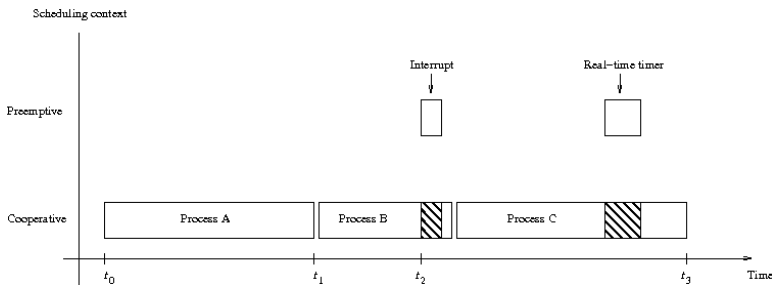 Scheduling context
Interrupt
Real-time timer
Preemptive
Cooperative
Process A
Process B
Process C
t0
t1
t2
t3
Time